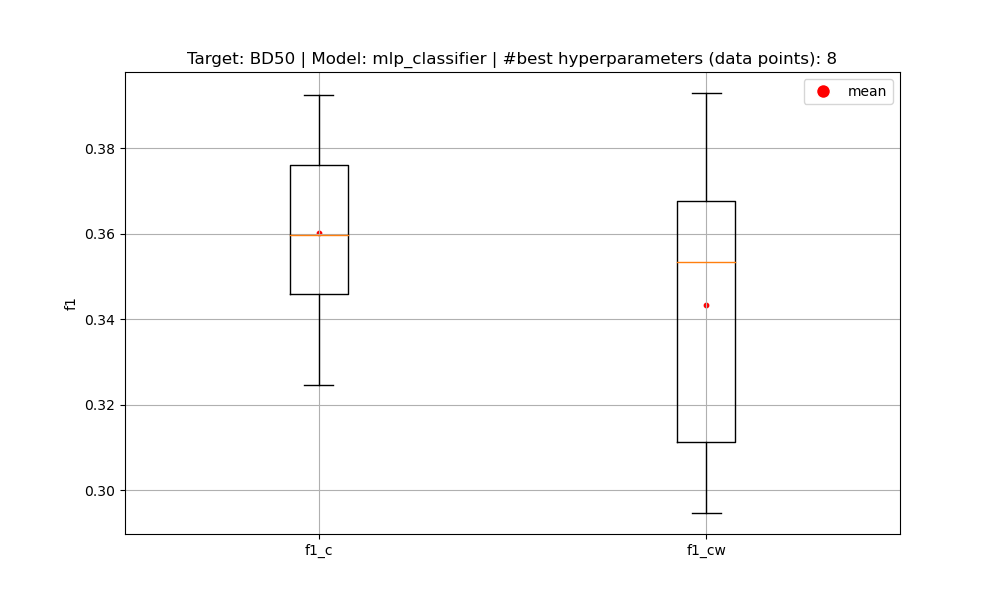 Target: BD50 | Model: mlp_classifier | #best hyperparameters (data points): 8
mean
0.38
0.36
0.34
0.32
0.30
f1
f1_c
f1_cw